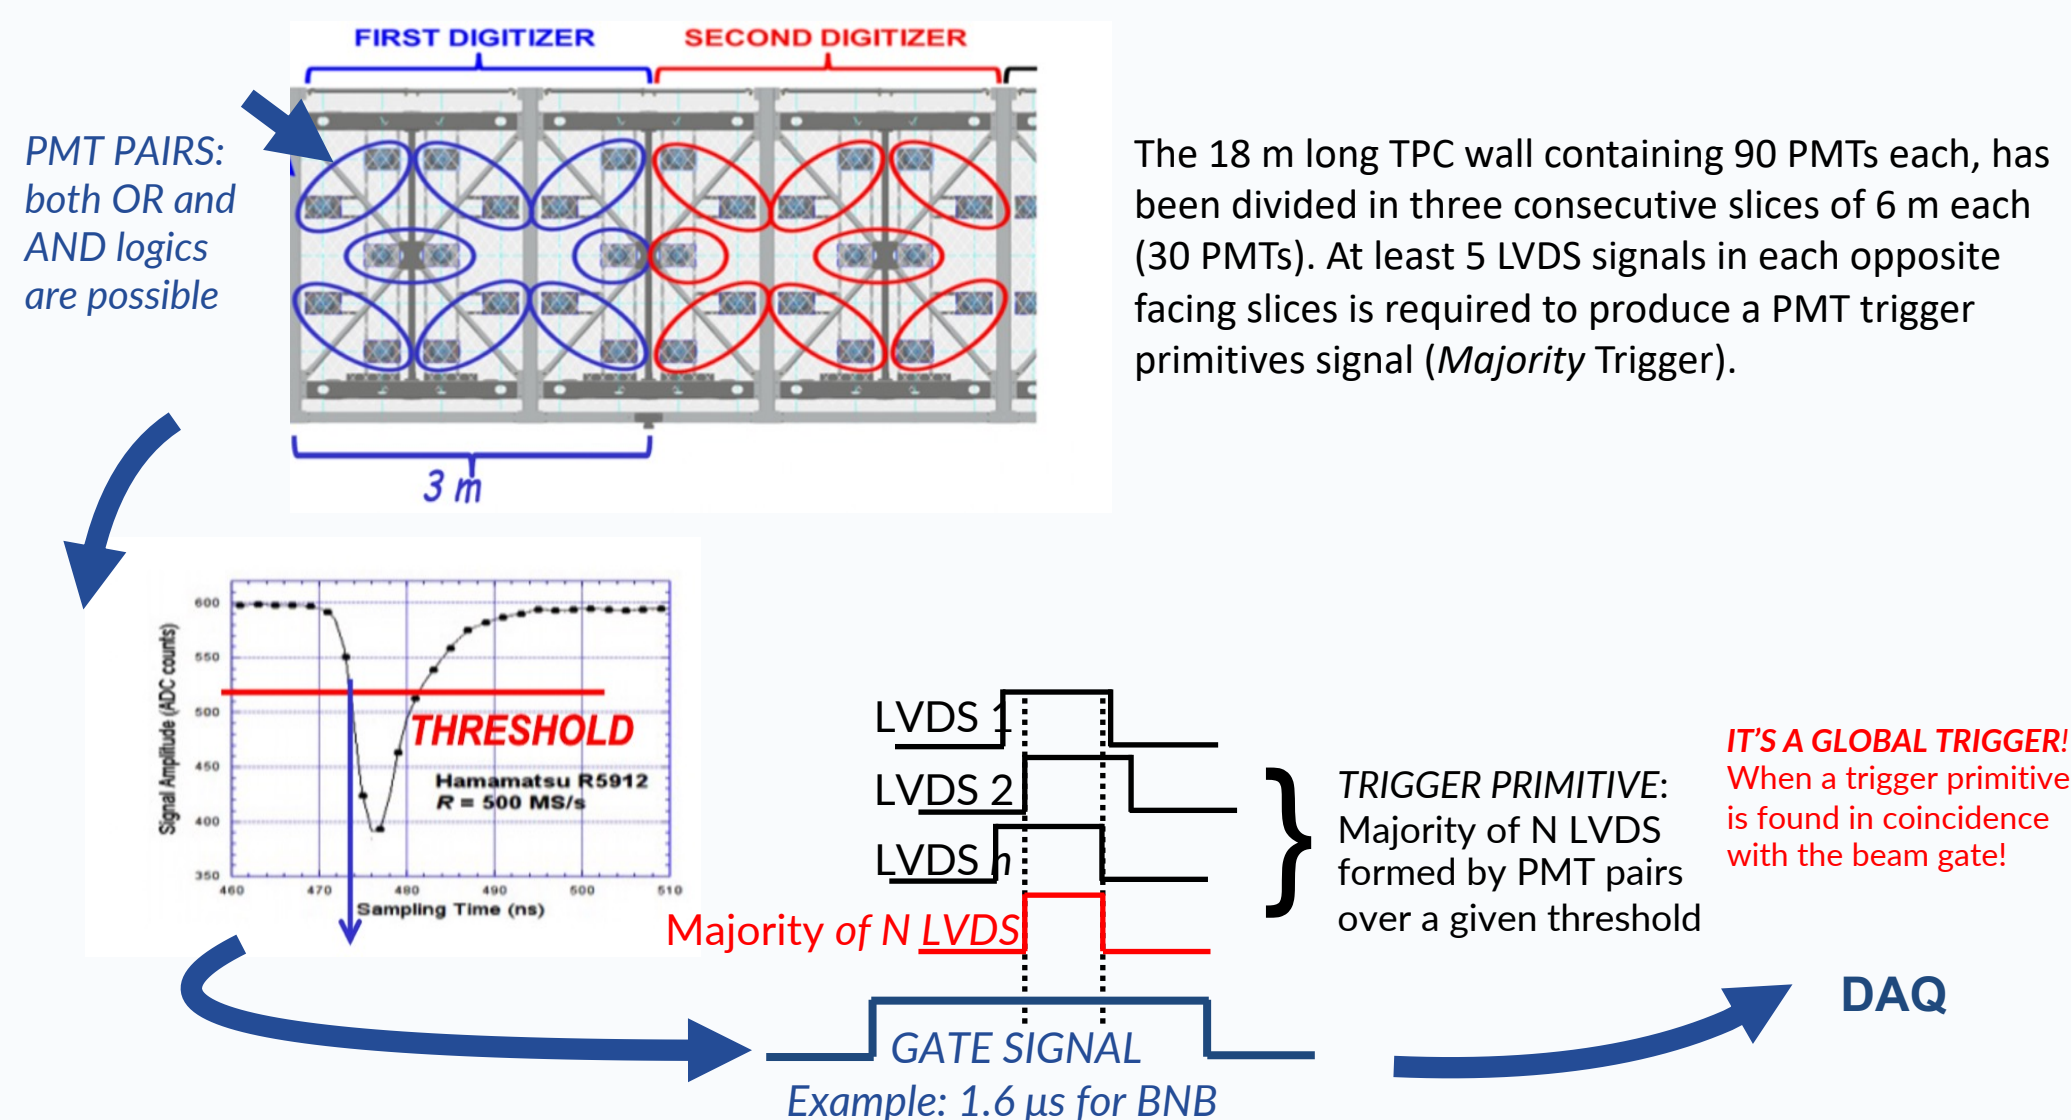 FIRST DIGITIZER
SECOND DIGITIZER
PMT PAIRS:
both OR and
AND logics
are possible
3 m
The 18 m long TPC wall containing 90 PMTs each, has
been divided in three consecutive slices of 6 m each
(30 PMTs). At least 5 LVDS signals in each opposite
facing slices is required to produce a PMT trigger
primitives signal (Majority Trigger).
Signal Amplitude (ADC counts)
600
550
500
450
400
350
THRESHOLD
Hamamatsu R5912
R = 500 MS/s
460 470 480 490 500 510
Sampling Time (ns)
LVDS 1
LVDS 2
LVDS n
Majority of N LVDS
GATE SIGNAL
Example: 1.6 µs for BNB
TRIGGER PRIMITIVE:
Majority of N LVDS
formed by PMT pairs
over a given threshold
IT'S A GLOBAL TRIGGER!
When a trigger primitive
is found in coincidence
with the beam gate!
DAQ